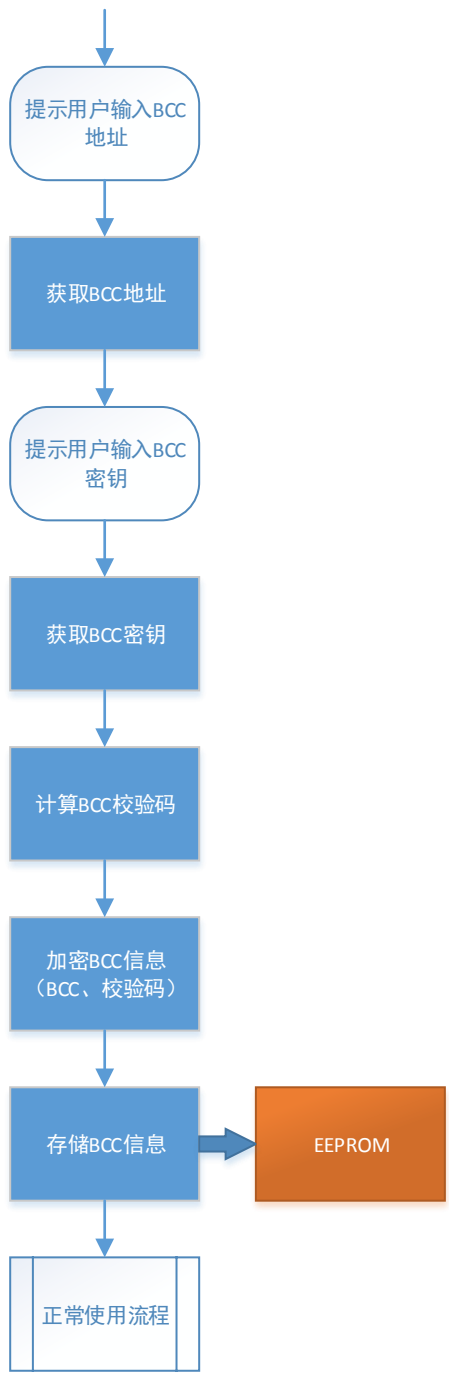 提示用户输入BCC
地址
获取BCC地址
提示用户输入BCC
密钥
获取BCC密钥
计算BCC校验码
加密BCC信息
（BCC、校验码）
存储BCC信息
EEPROM
正常使用流程